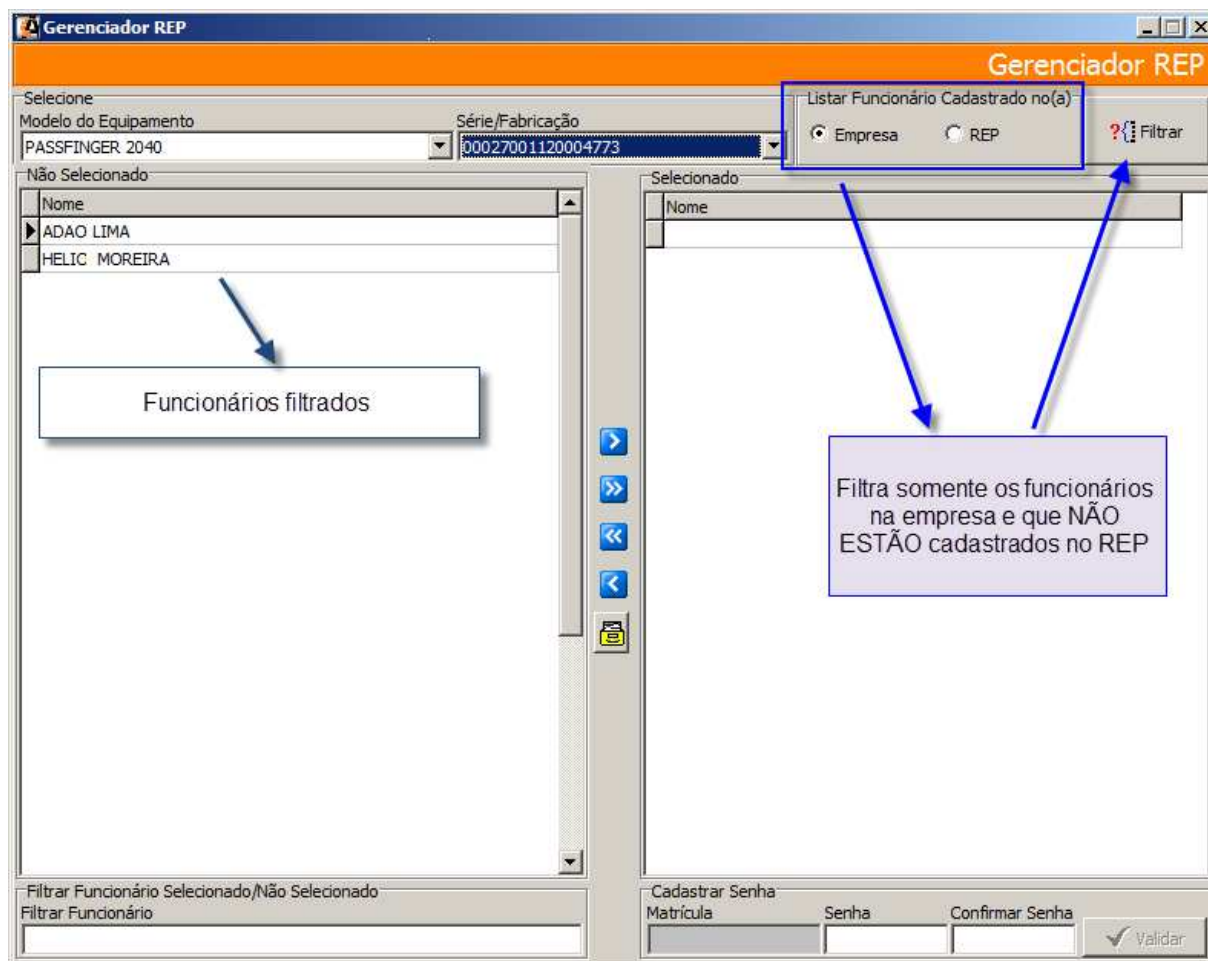 Gerenciador REP
Gerenciador REP
Selecione
Modelo do Equipamento
PASSFINGER 2040
Série/Fabricação
00027001120004773
Listar Funcionário Cadastrado no(a)
Empresa
REP
?{ Filtrar
Não Selecionado
Nome
ADAO LIMA
HELIC MOREIRA
Funcionários filtrados
Selecionado
Nome
Filtra somente os funcionários
na empresa e que NÃO
ESTÃO cadastrados no REP
Filtrar Funcionário Selecionado/Não Selecionado
Filtrar Funcionário
Cadastrar Senha
Matrícula
Senha
Confirmar Senha
Validar